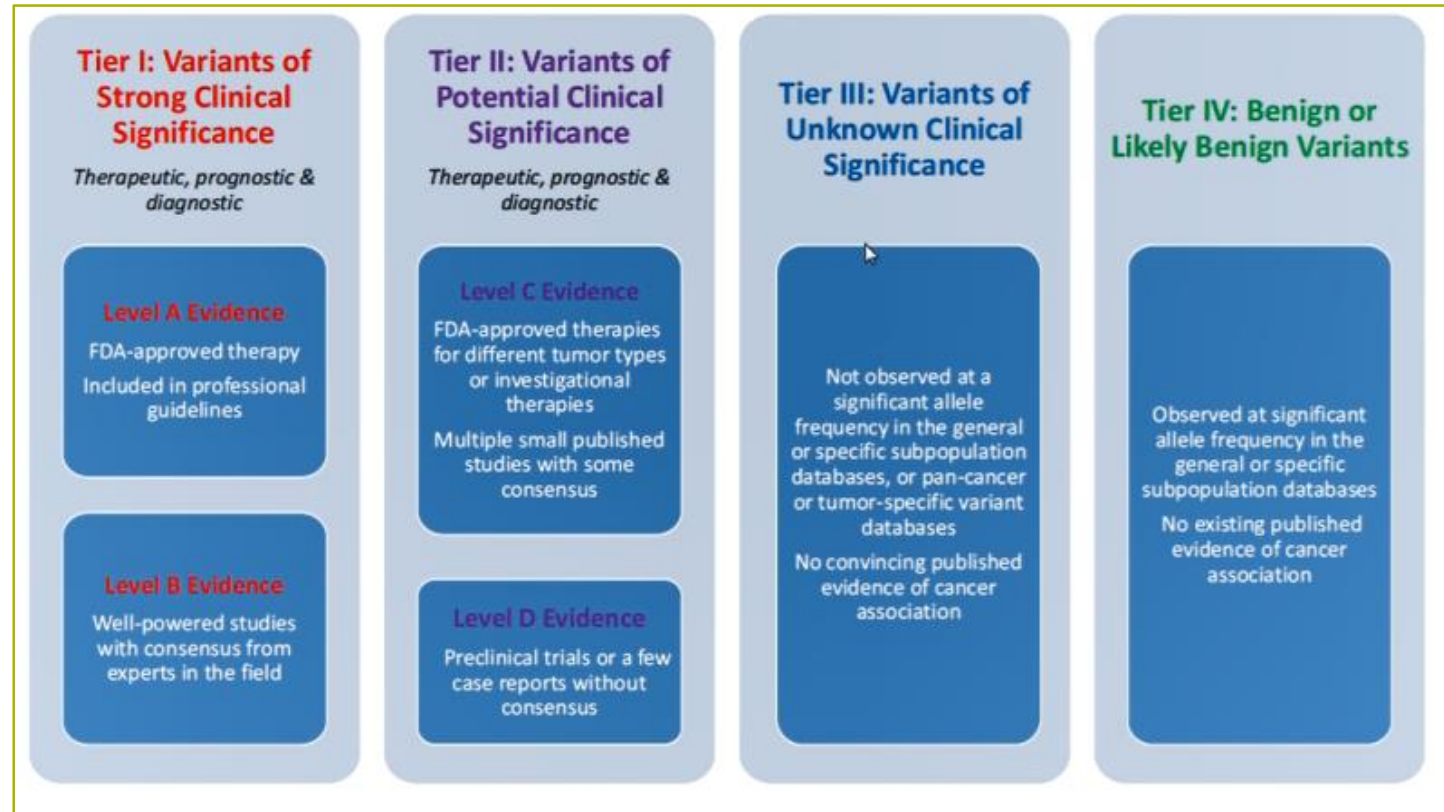 Tier I: Variants of
Strong Clinical
Significance
Therapeutic, prognostic &
diagnostic
Level A Evidence
FDA-approved therapy
Included in professional
guidelines
Level B Evidence
Well-powered studies
with consensus from
experts in the field
Tier II: Variants of
Potential Clinical
Significance
Therapeutic, prognostic &
diagnostic
Level C Evidence
FDA-approved therapies
for different tumor types
or investigational
therapies
Multiple small published
studies with some
consensus
Level D Evidence
Preclinical trials or a few
case reports without
consensus
Tier III: Variants of
Unknown Clinical
Significance
Not observed at a
significant allele
frequency in the general
or specific subpopulation
databases, or pan-cancer
or tumor-specific variant
databases
No convincing published
evidence of cancer
association
Tier IV: Benign or
Likely Benign Variants
Observed at significant
allele frequency in the
general or specific
subpopulation databases
No existing published
evidence of cancer
association